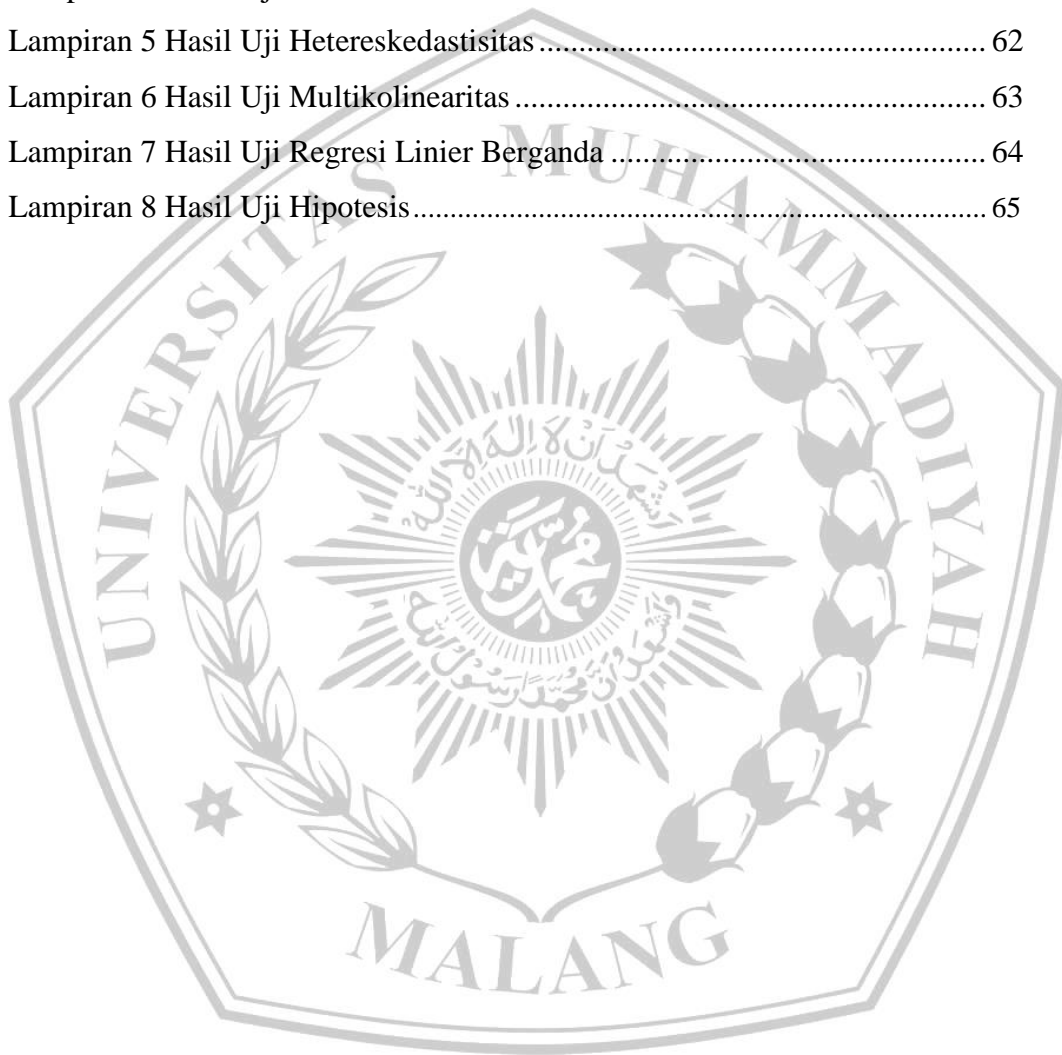 Lampiran 5 Hasil Uji Hetereskedastisitas ........................................................ 62
Lampiran 6 Hasil Uji Multikolinearitas ........................................................... 63
Lampiran 7 Hasil Uji Regresi Linier Berganda ................................................ 64
Lampiran 8 Hasil Uji Hipotesis ....................................................................... 65
UNIVERSITAS MUHAMMADIYAH
MALANG